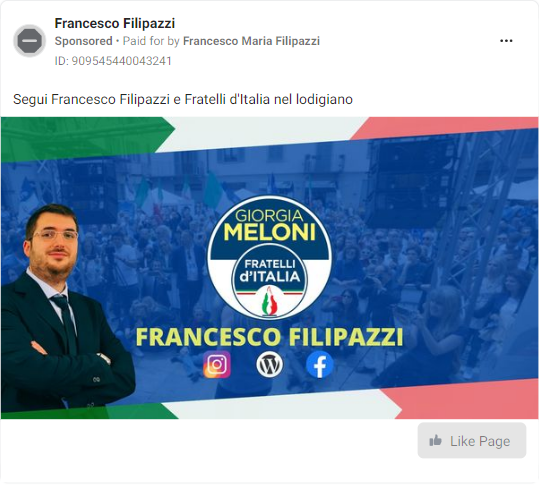 Francesco Filipazzi
Sponsored • Paid for by Francesco Maria Filipazzi
ID: 909545440043241
Segui Francesco Filipazzi e Fratelli d'Italia nel lodigiano
GIORGIA
MELONI
FRATELLI
d'ITALIA
FRANCESCO FILIPAZZI
Like Page